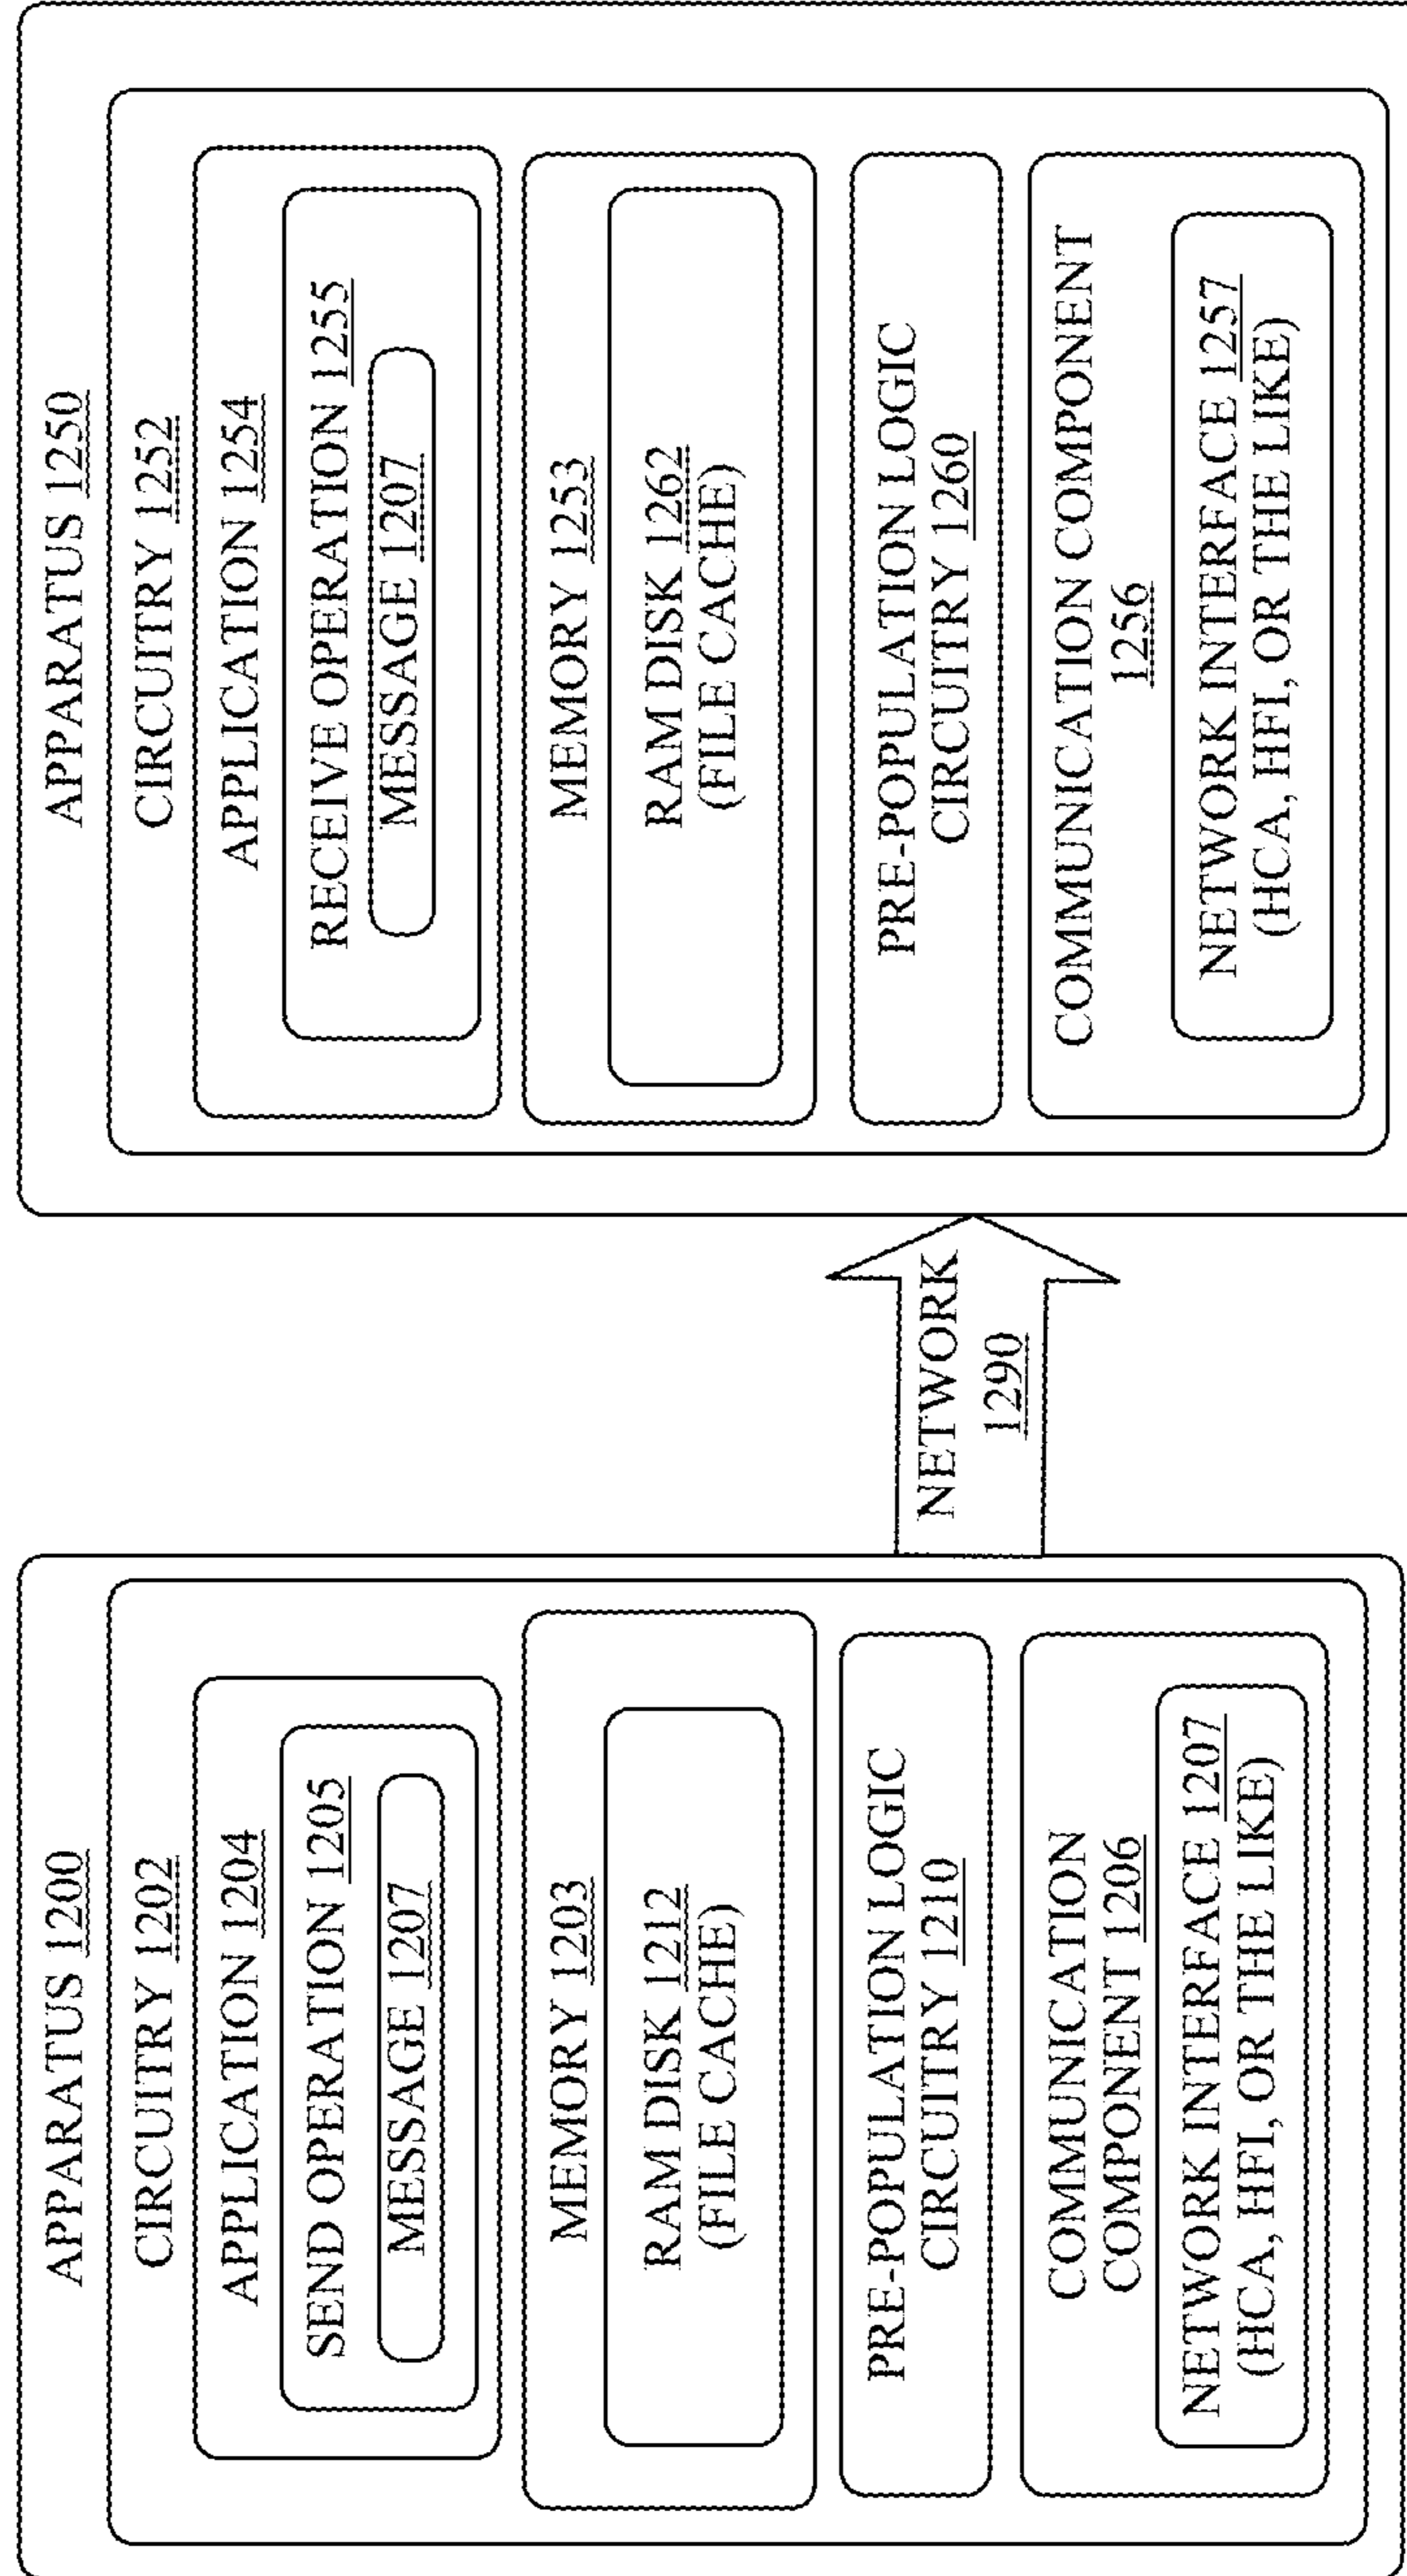 APPARATUS 1200
CIRCUITRY 1202
APPLICATION 1204
SEND OPERATION 1205
MESSAGE 1207
MEMORY 1203
RAM DISK 1212
(FILE CACHE)
PRE-POPULATION LOGIC
CIRCUITRY 1210
COMMUNICATION
COMPONENT 1206
NETWORK INTERFACE 1207
(HCA, HFI, OR THE LIKE)
NETWORK
1290
APPARATUS 1250
CIRCUITRY 1252
APPLICATION 1254
RECEIVE OPERATION 1255
MESSAGE 1207
MEMORY 1253
RAM DISK 1262
(FILE CACHE)
PRE-POPULATION LOGIC
CIRCUITRY 1260
COMMUNICATION COMPONENT
1256
NETWORK INTERFACE 1257
(HCA, HFI, OR THE LIKE)